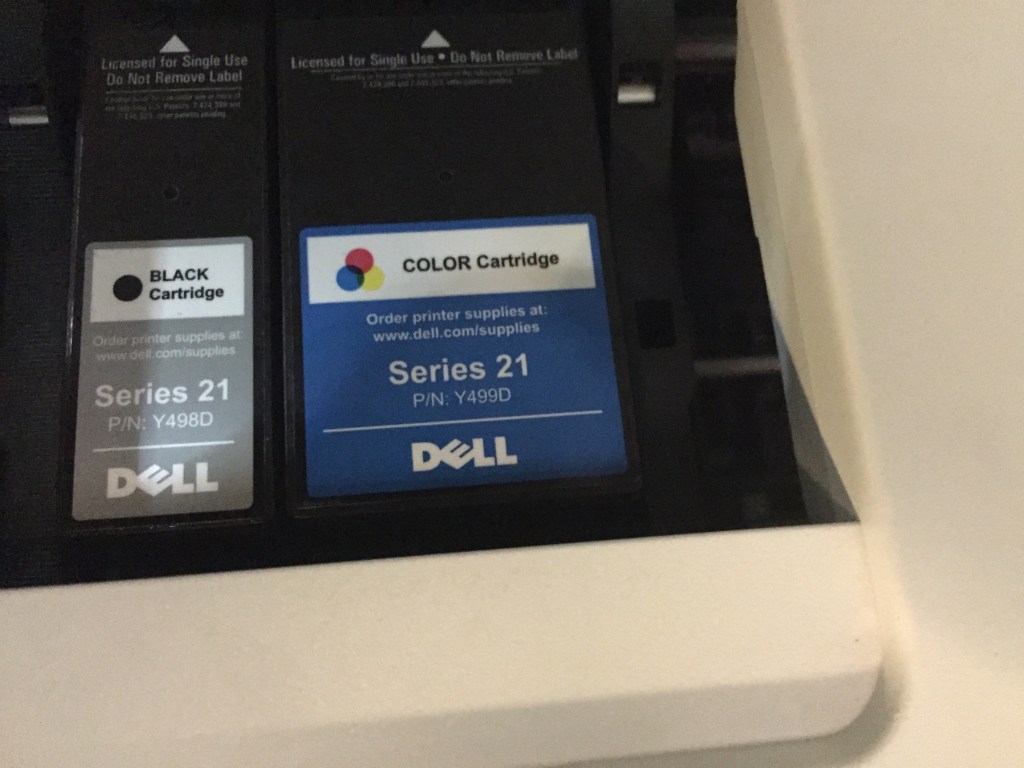 Licensed for Single Use
Do Not Remove Label
BLACK
Cartridge
Order printer supplies at
www.dell.com/supplies
Series 21
P/N: Y498D
DELL
Licensed for Single Use • Do Not Remove Label
COLOR Cartridge
Order printer supplies at:
www.dell.com/supplies
Series 21
P/N: Y499D
DELL